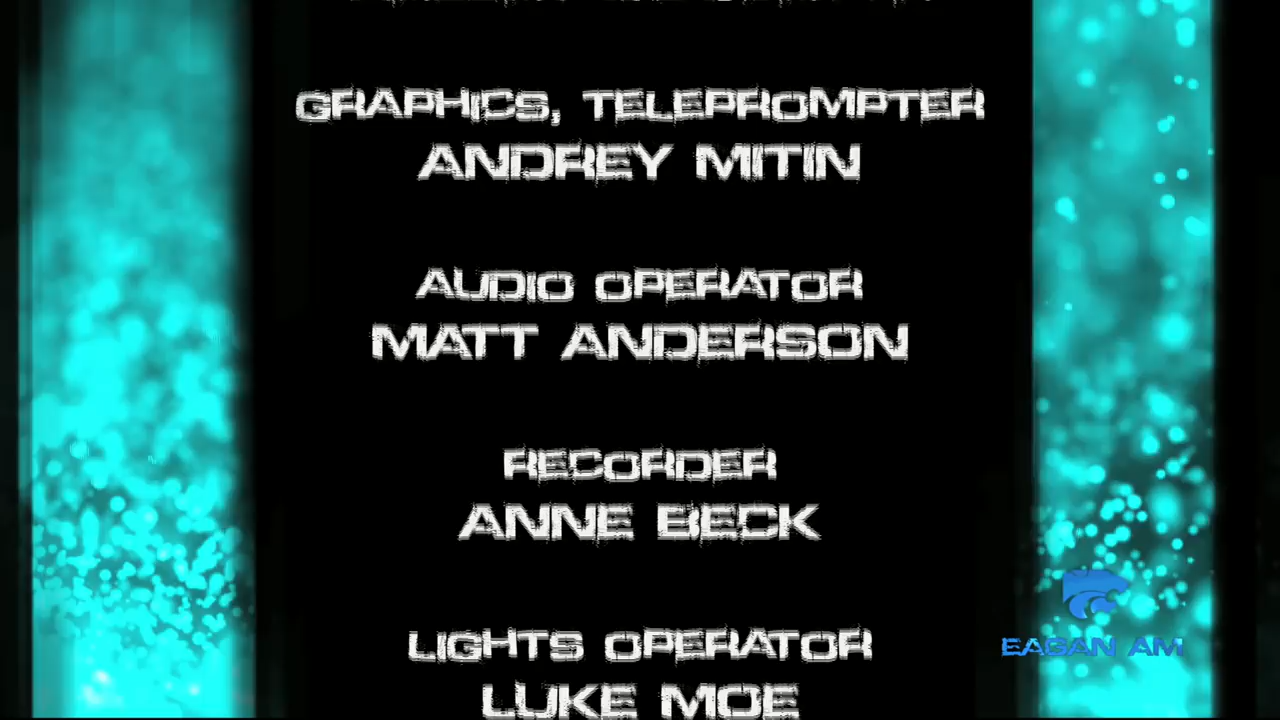 GRAPHICS, TELEPROMPTER
ANDREY MITIN
AUDIO OPERATOR
MATT ANDERSON
RECORDER
ANNE BECK
LIGHTS OPERATOR
LUKE MOE
EAGAN AM